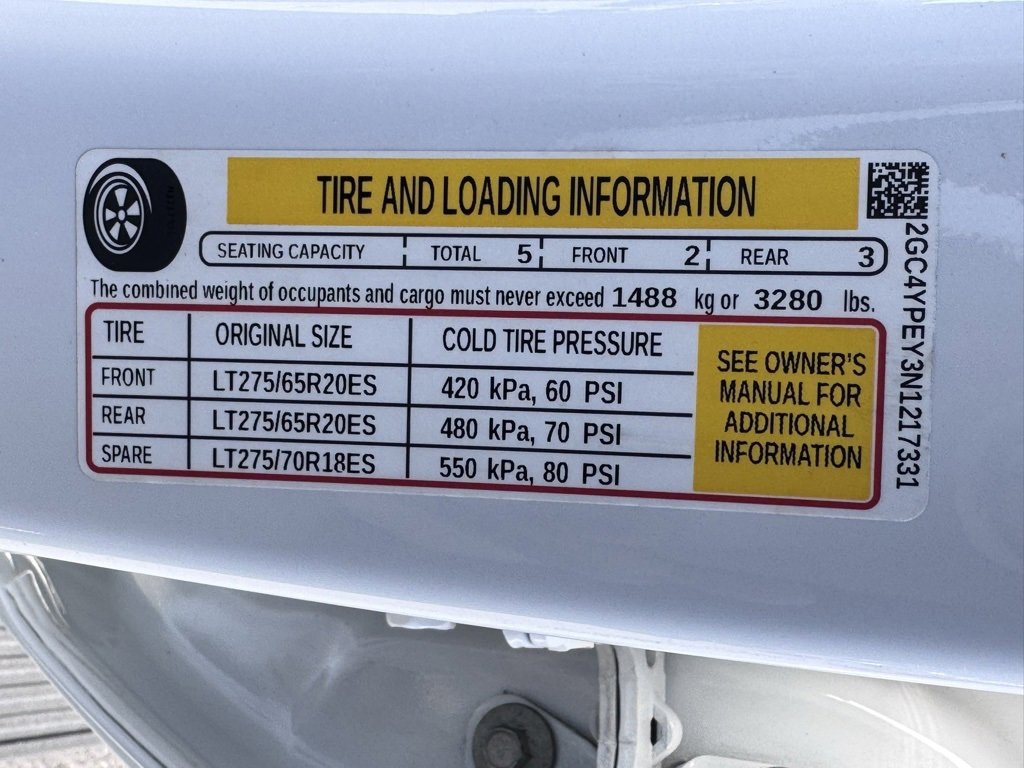 TIRE AND LOADING INFORMATION
SEATING CAPACITY TOTAL 5 FRONT 2 REAR 3
The combined weight of occupants and cargo must never exceed 1488 kg or 3280 lbs.
TIRE ORIGINAL SIZE COLD TIRE PRESSURE
FRONT LT275/65R20ES 420 kPa, 60 PSI
REAR LT275/65R20ES 480 kPa, 70 PSI
SPARE LT275/70R18ES 550 kPa, 80 PSI
SEE OWNER'S
MANUAL FOR
ADDITIONAL
INFORMATION
2GC4YPEY3N1217331